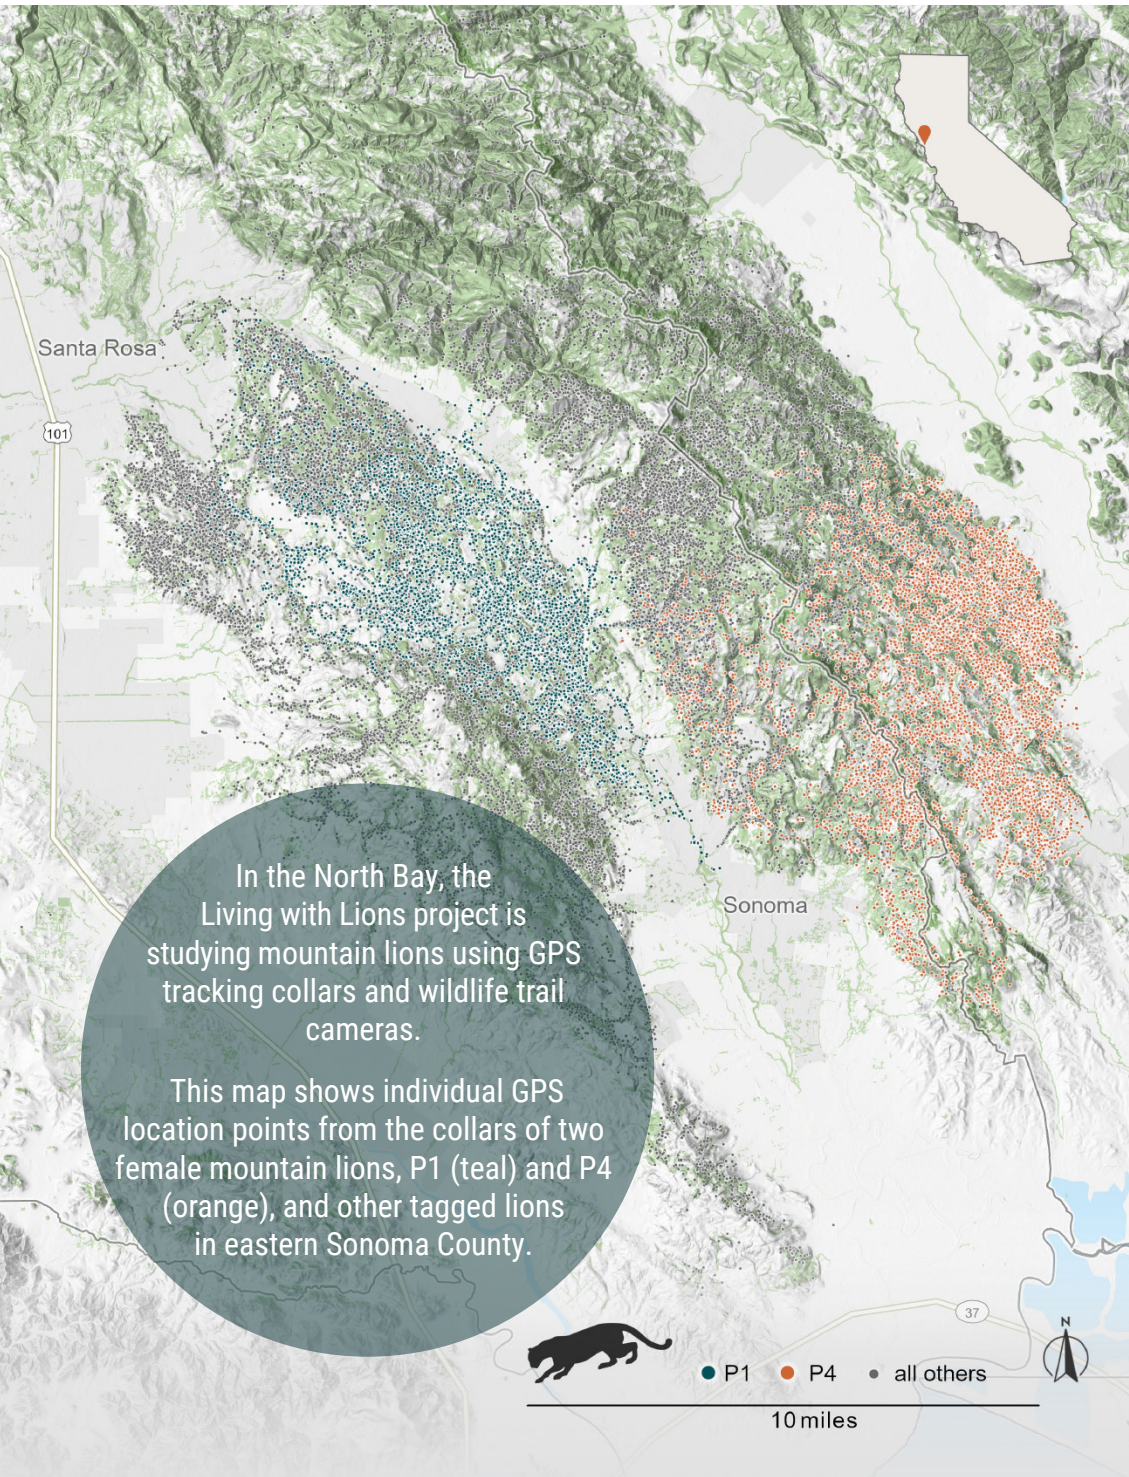 Santa Rosa
101
In the North Bay, the
Living with Lions project is
studying mountain lions using GPS
tracking collars and wildlife trail
cameras.
Sonoma
This map shows individual GPS
location points from the collars of two
female mountain lions, P1 (teal) and P4
(orange), and other tagged lions
in eastern Sonoma County.
37
N
P1 P4 all others
10 miles